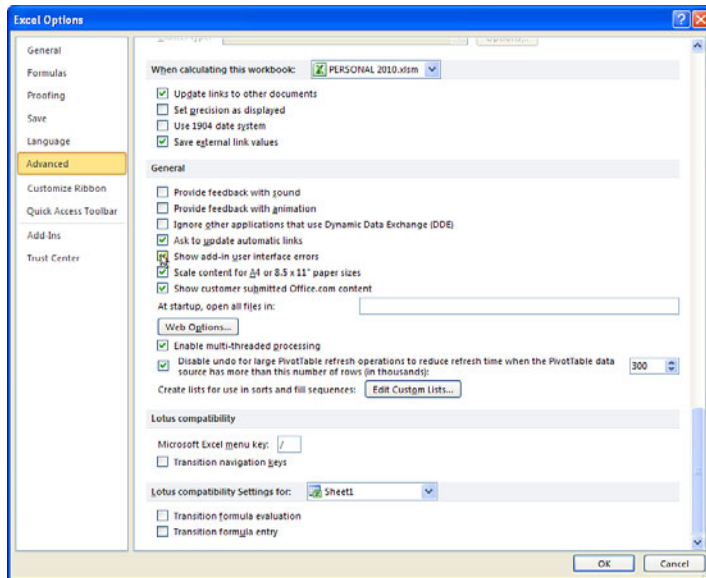 Excel Options
General
Formulas
Proofing
Save
Language
Advanced
Customize Ribbon
Quick Access Toolbar
Add-Ins
Trust Center
When calculating this workbook: PERSONAL 2010.xlsm
Update links to other documents
Set precision as displayed
Use 1904 date system
Save external link values
General
Provide feedback with sound
Provide feedback with animation
Ignore other applications that use Dynamic Data Exchange (DDE)
Ask to update automatic links
Show add-in user interface errors
Scale content for A4 or 8.5 x 11" paper sizes
Show customer submitted Office.com content
At startup, open all files in:
Web Options...
Enable multi-threaded processing
Disable undo for large PivotTable refresh operations to reduce refresh time when the PivotTable data
source has more than this number of rows (in thousands): 300
Create lists for use in sorts and fill sequences: Edit Custom Lists...
Lotus compatibility
Microsoft Excel menu key: /
Transition navigation keys
Lotus compatibility Settings for: Sheet1
Transition formula evaluation
Transition formula entry
OK Cancel